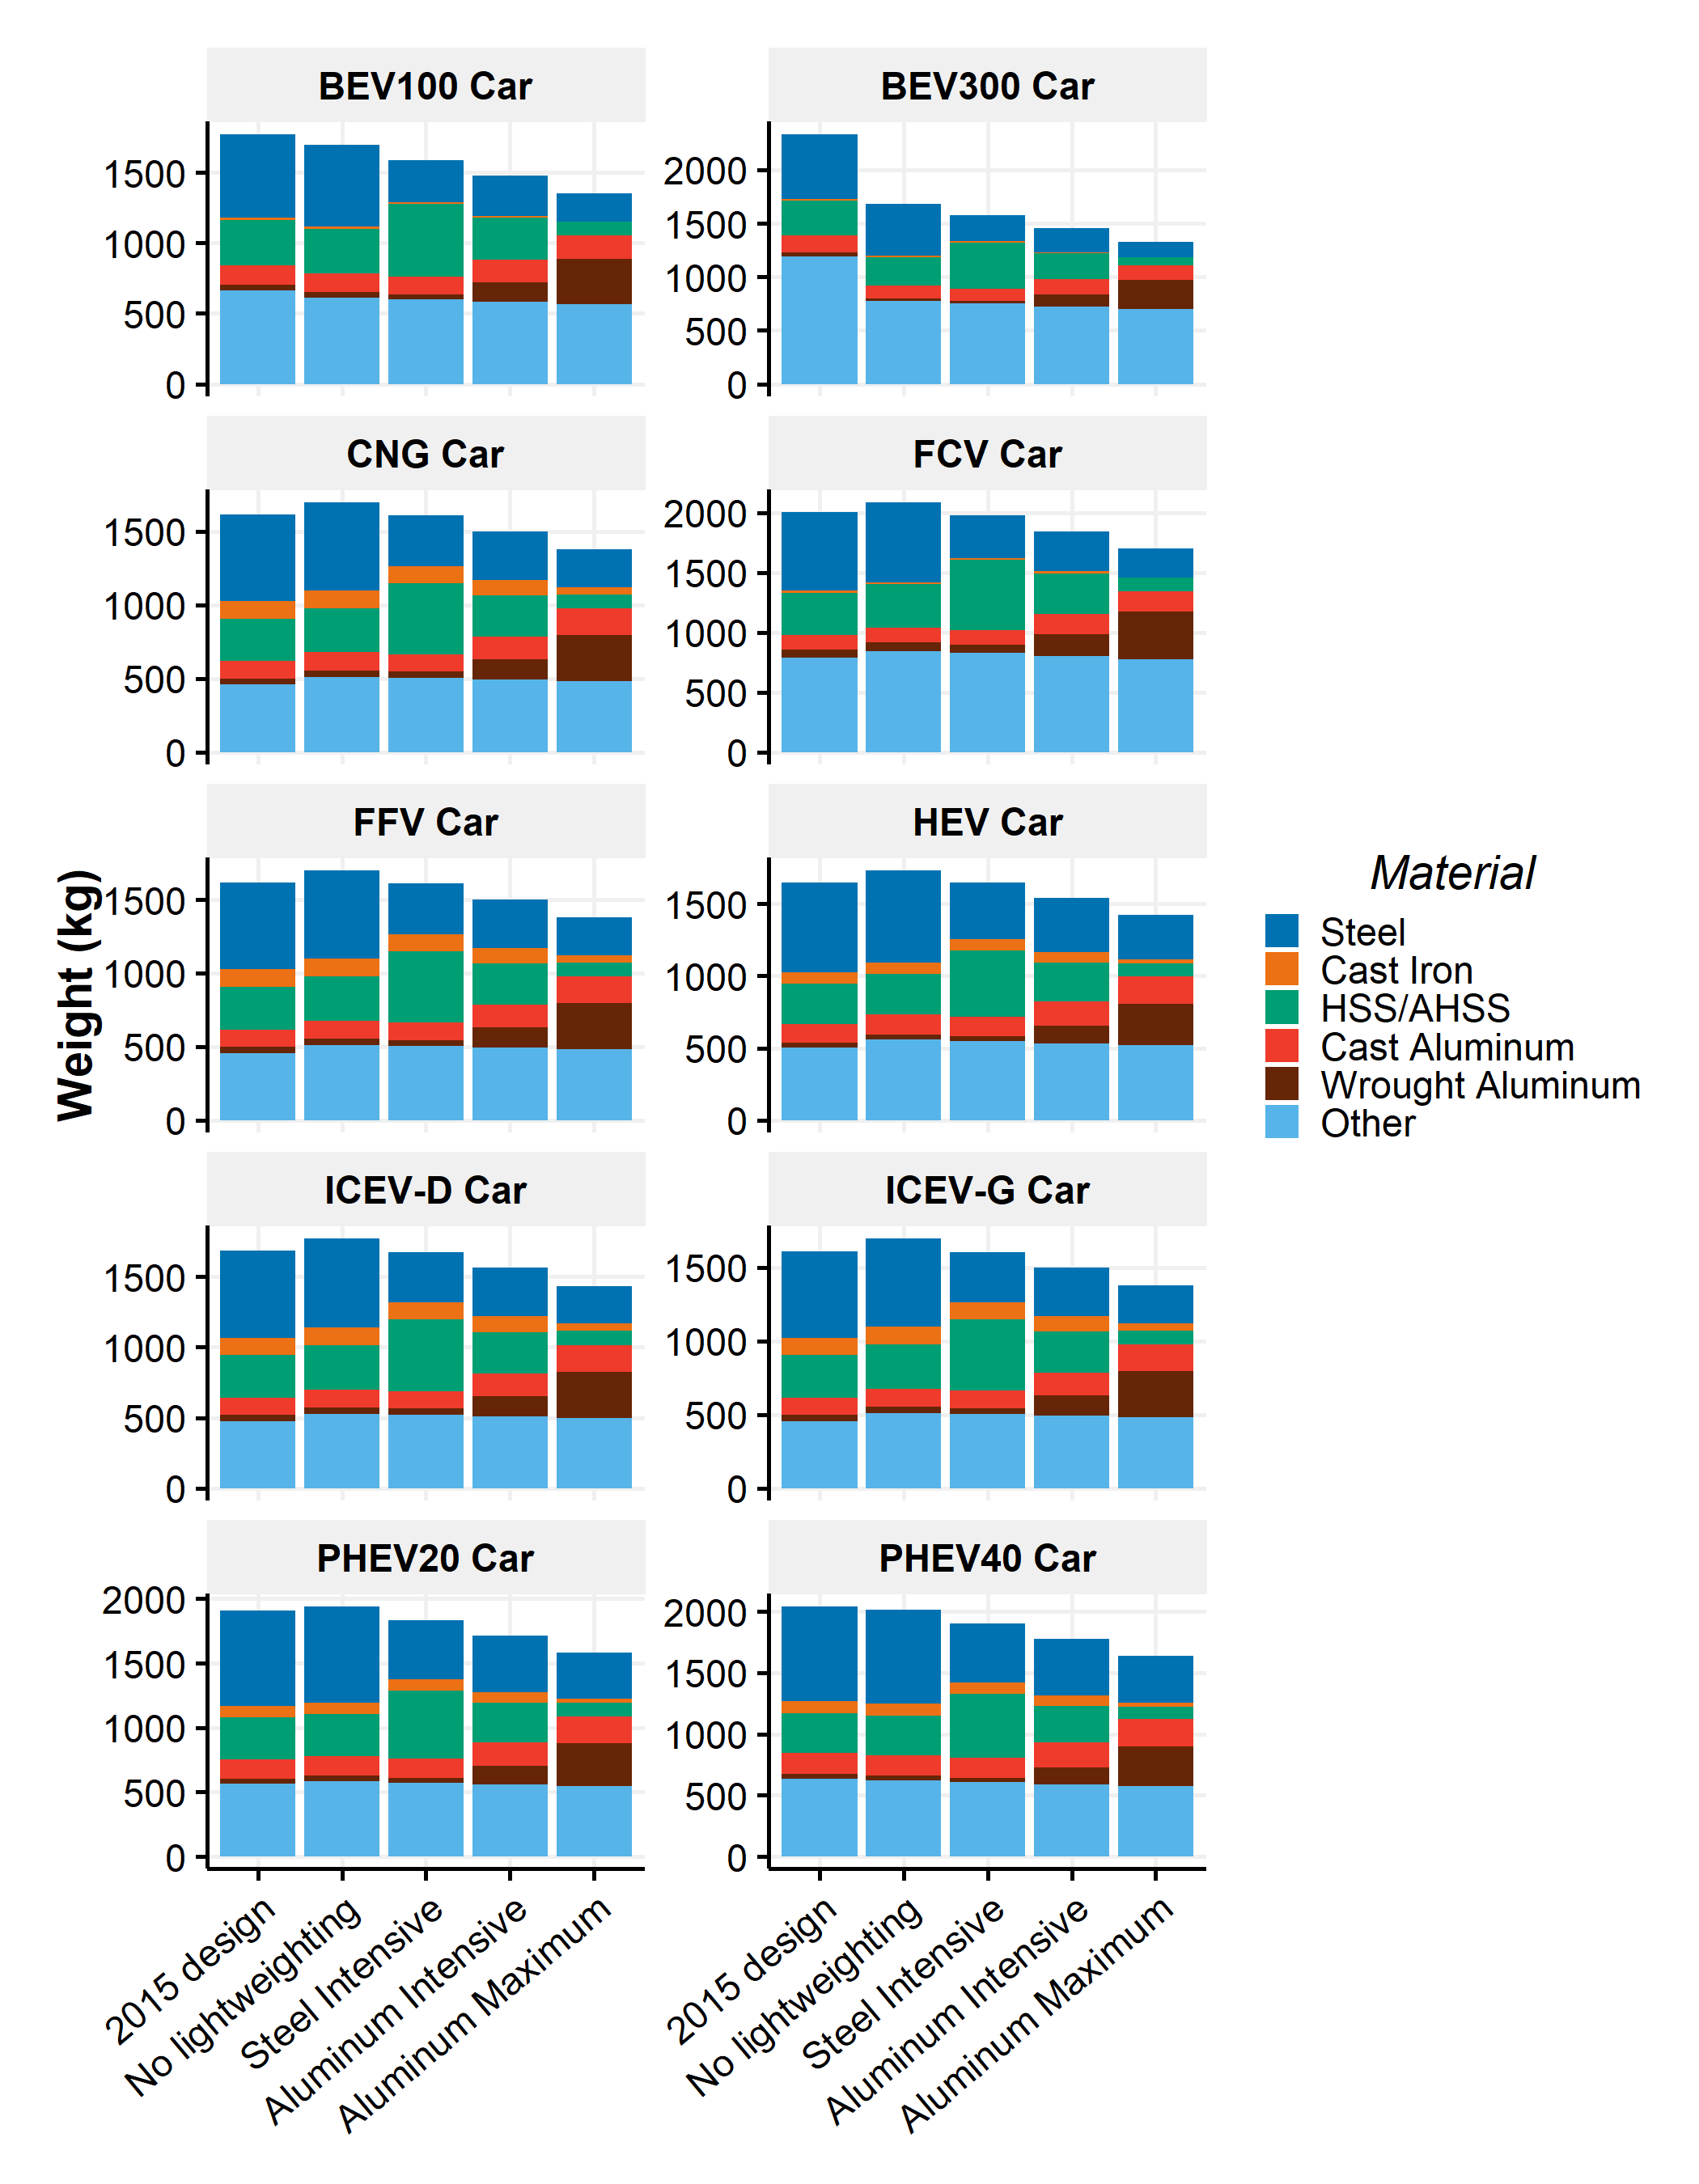 BEV100 Car
BEV300 Car
1500
1000
500
0
2000
1500
1000
500
0
CNG Car
FCV Car
1500
1000
500
0
2000
1500
1000
500
0
FFV Car
HEV Car
Weight (kg)
1500
1000
500
0
1500
1000
500
0
Material
Steel
Cast Iron
HSS/AHSS
Cast Aluminum
Wrought Aluminum
Other
ICEV-D Car
ICEV-G Car
1500
1000
500
0
1500
1000
500
0
PHEV20 Car
PHEV40 Car
2000
1500
1000
500
0
2000
1500
1000
500
0
2015 design
No lightweighting
Steel Intensive
Aluminum Intensive
Aluminum Maximum
2015 design
No lightweighting
Steel Intensive
Aluminum Intensive
Aluminum Maximum